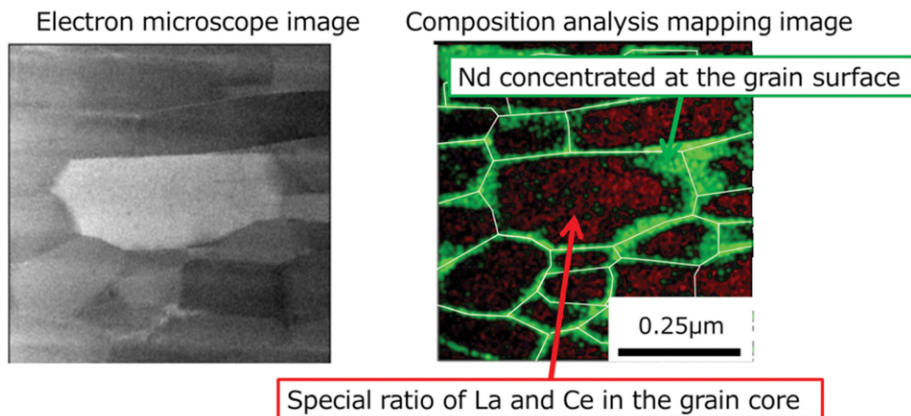 Electron microscope image
Composition analysis mapping image
Nd concentrated at the grain surface
0.25μm
Special ratio of La and Ce in the grain core